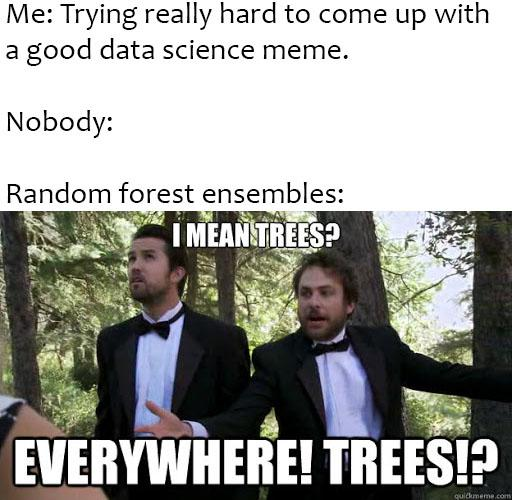 Me: Trying really hard to come up with
a good data science meme.
Nobody:
Random forest ensembles:
I MEAN TREES?
EVERYWHERE! TREES!?
quickmeme.com